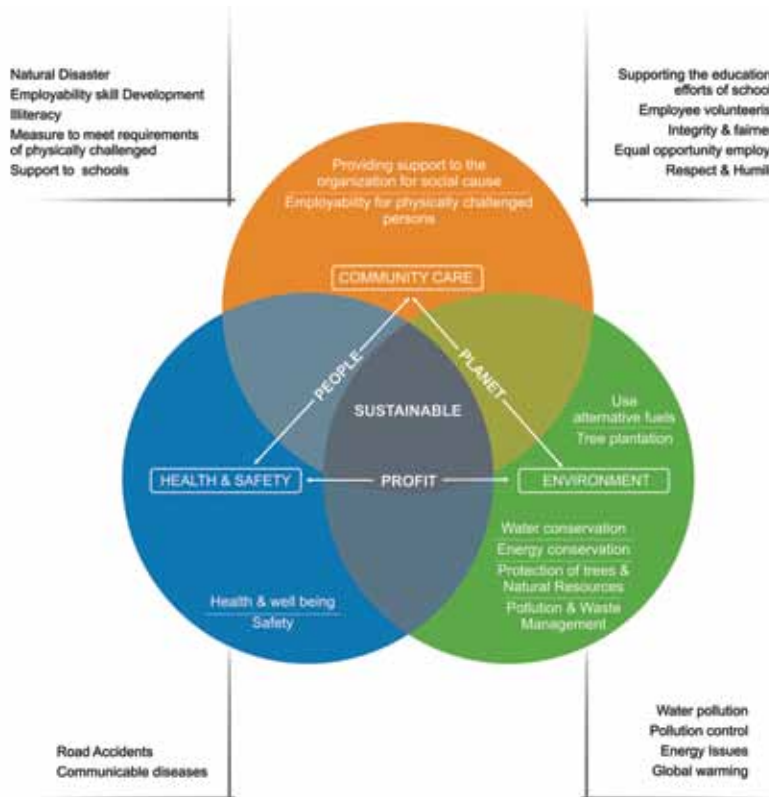 Natural Disaster
Employability skill Development
Illiteracy
Measure to meet requirements
of physically challenged
Support to schools
Supporting the education
efforts of school
Employee volunteeris
Integrity & fairne
Equal opportunity employ
Respect & Humil
Providing support to the
organization for social cause
Employability for physically challenged
persons
COMMUNITY CARE
PEOPLE
PLANET
SUSTAINABLE
Use
alternative fuels
Tree plantation
HEALTH & SAFETY
PROFIT
ENVIRONMENT
Water conservation
Energy conservation
Protection of trees &
Natural Resources
Pollution & Waste
Management
Health & well being
Safety
Road Accidents
Communicable diseases
Water pollution
Pollution control
Energy Issues
Global warming